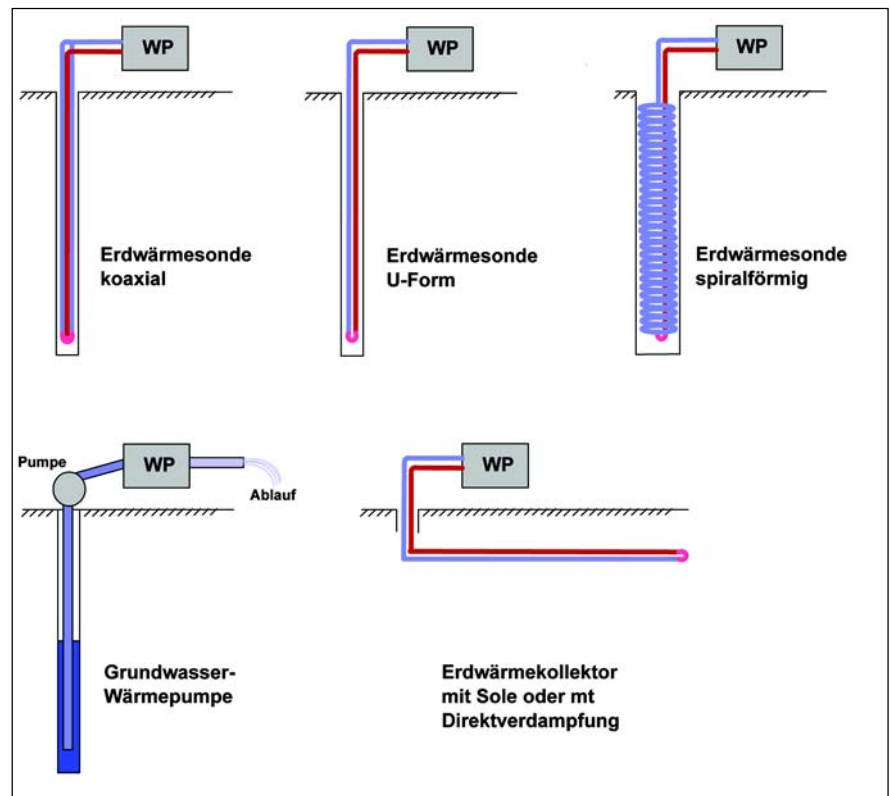 WP
WP
WP
Erdwärmesonde
koaxial
Erdwärmesonde
U-Form
Erdwärmesonde
spiralförmig
Pumpe
WP
Ablauf
WP
Grundwasser-
Wärmepumpe
Erdwärmekollektor
mit Sole oder mt
Direktverdampfung